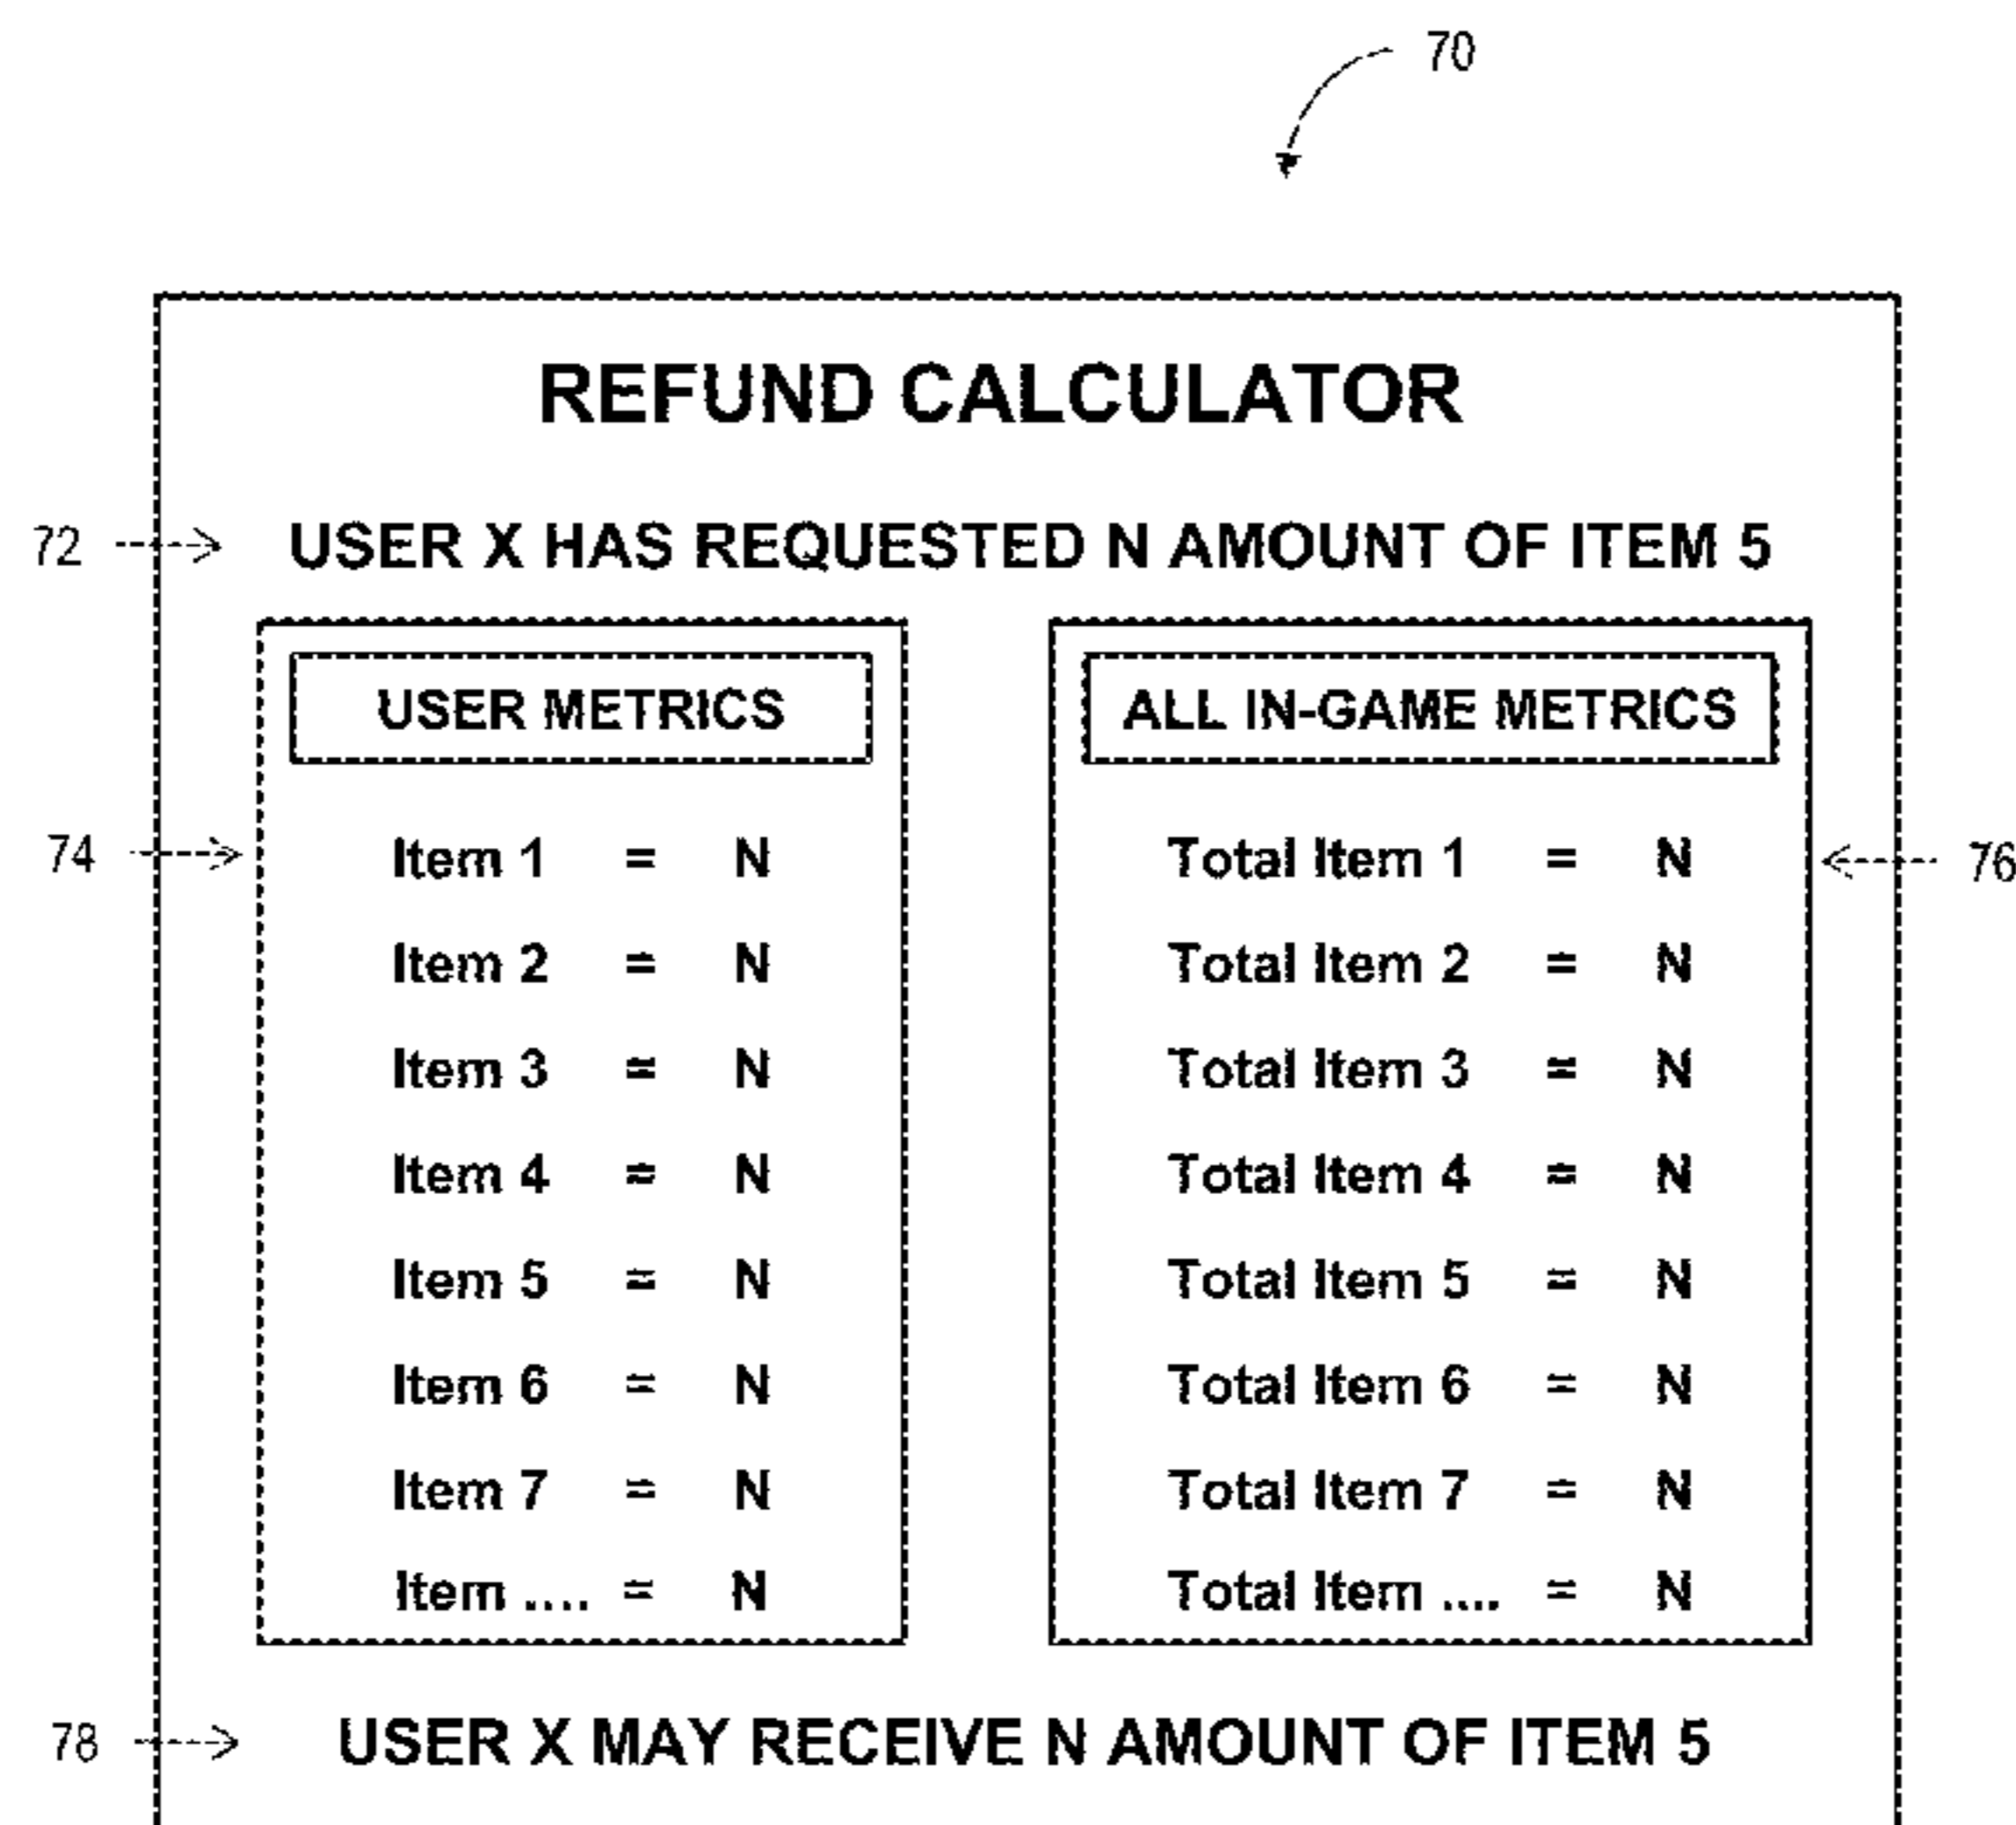 70
REFUND CALCULATOR
72 USER X HAS REQUESTED N AMOUNT OF ITEM 5
USER METRICS
74 Item 1 = N
Item 2 = N
Item 3 = N
Item 4 = N
Item 5 = N
Item 6 = N
Item 7 = N
Item .... = N
ALL IN-GAME METRICS
Total Item 1 = N 76
Total Item 2 = N
Total Item 3 = N
Total Item 4 = N
Total Item 5 = N
Total Item 6 = N
Total Item 7 = N
Total Item .... = N
78 USER X MAY RECEIVE N AMOUNT OF ITEM 5